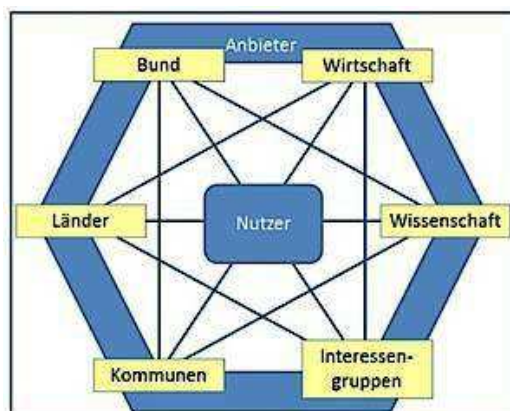 Anbieter
Bund
Wirtschaft
Länder
Nutzer
Wissenschaft
Kommunen
Interessen-
gruppen